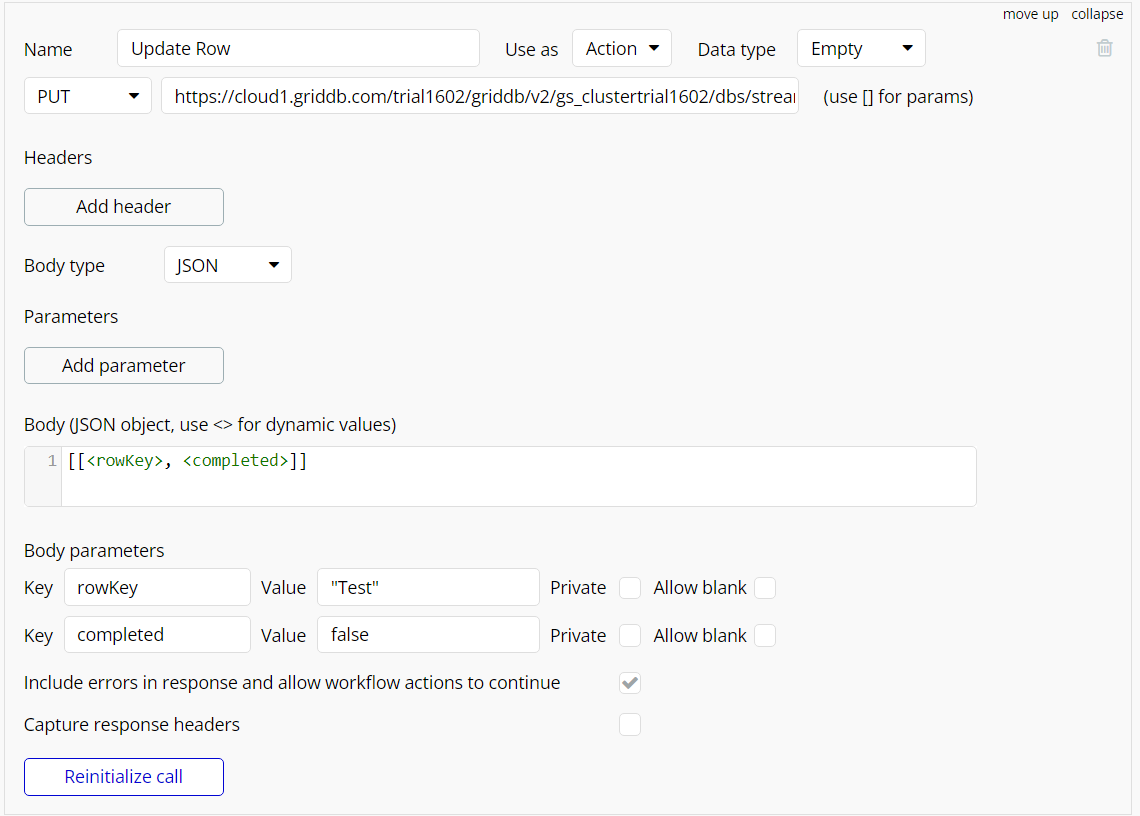 move up collapse
Name Update Row Use as Action Data type Empty
PUT https://cloud1.griddb.com/trial1602/griddb/v2/gs_clustertrial1602/dbs/strear (use [] for params)
Headers
Add header
Body type JSON
Parameters
Add parameter
Body (JSON object, use <> for dynamic values)
1 [[<rowKey>, <completed>]]
Body parameters
Key rowKey Value "Test" Private Allow blank
Key completed Value false Private Allow blank
Include errors in response and allow workflow actions to continue
Capture response headers
Reinitialize call